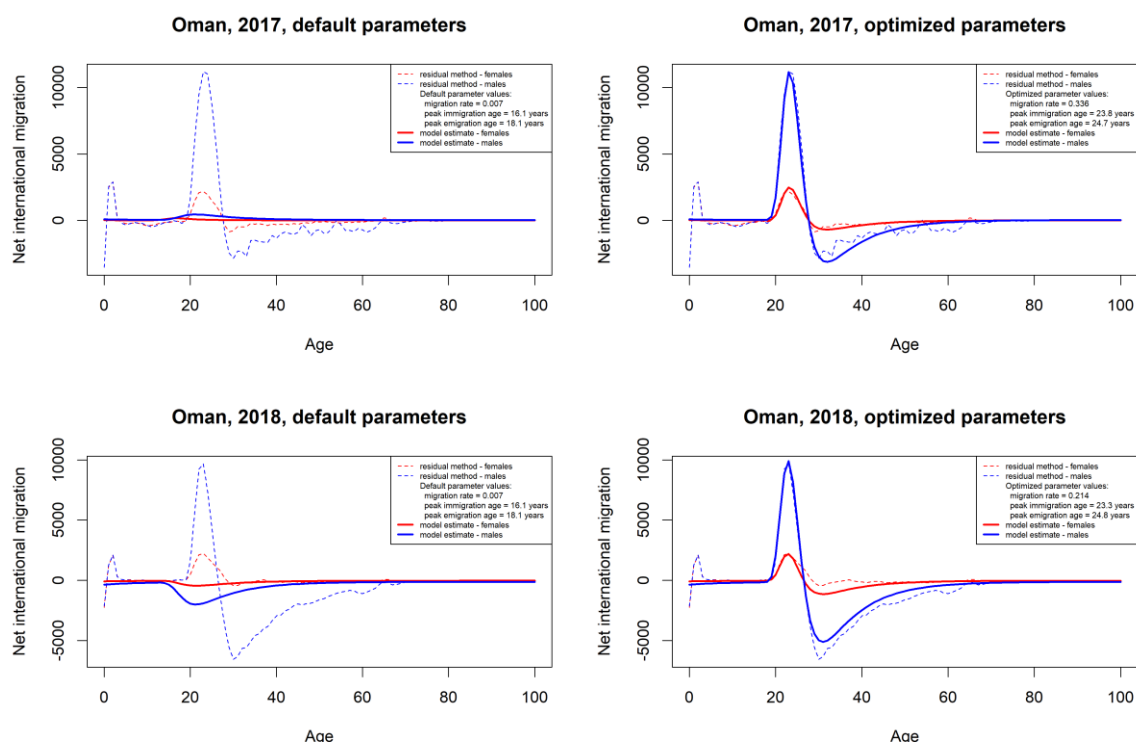 Oman, 2017, default parameters
Net international migration
10000
5000
0
residual method - females
residual method - males
Default parameter values:
migration rate = 0.007
peak immigration age = 16.1 years
peak emigration age = 18.1 years
model estimate - females
model estimate - males
0 20 40 60 80 100
Age
Oman, 2017, optimized parameters
Net international migration
10000
5000
0
residual method - females
residual method - males
Optimized parameter values:
migration rate = 0.336
peak immigration age = 23.8 years
peak emigration age = 24.7 years
model estimate - females
model estimate - males
0 20 40 60 80 100
Age
Oman, 2018, default parameters
Net international migration
10000
5000
0
-5000
residual method - females
residual method - males
Default parameter values:
migration rate = 0.007
peak immigration age = 16.1 years
peak emigration age = 18.1 years
model estimate - females
model estimate - males
0 20 40 60 80 100
Age
Oman, 2018, optimized parameters
Net international migration
10000
5000
0
-5000
residual method - females
residual method - males
Optimized parameter values:
migration rate = 0.214
peak immigration age = 23.3 years
peak emigration age = 24.8 years
model estimate - females
model estimate - males
0 20 40 60 80 100
Age